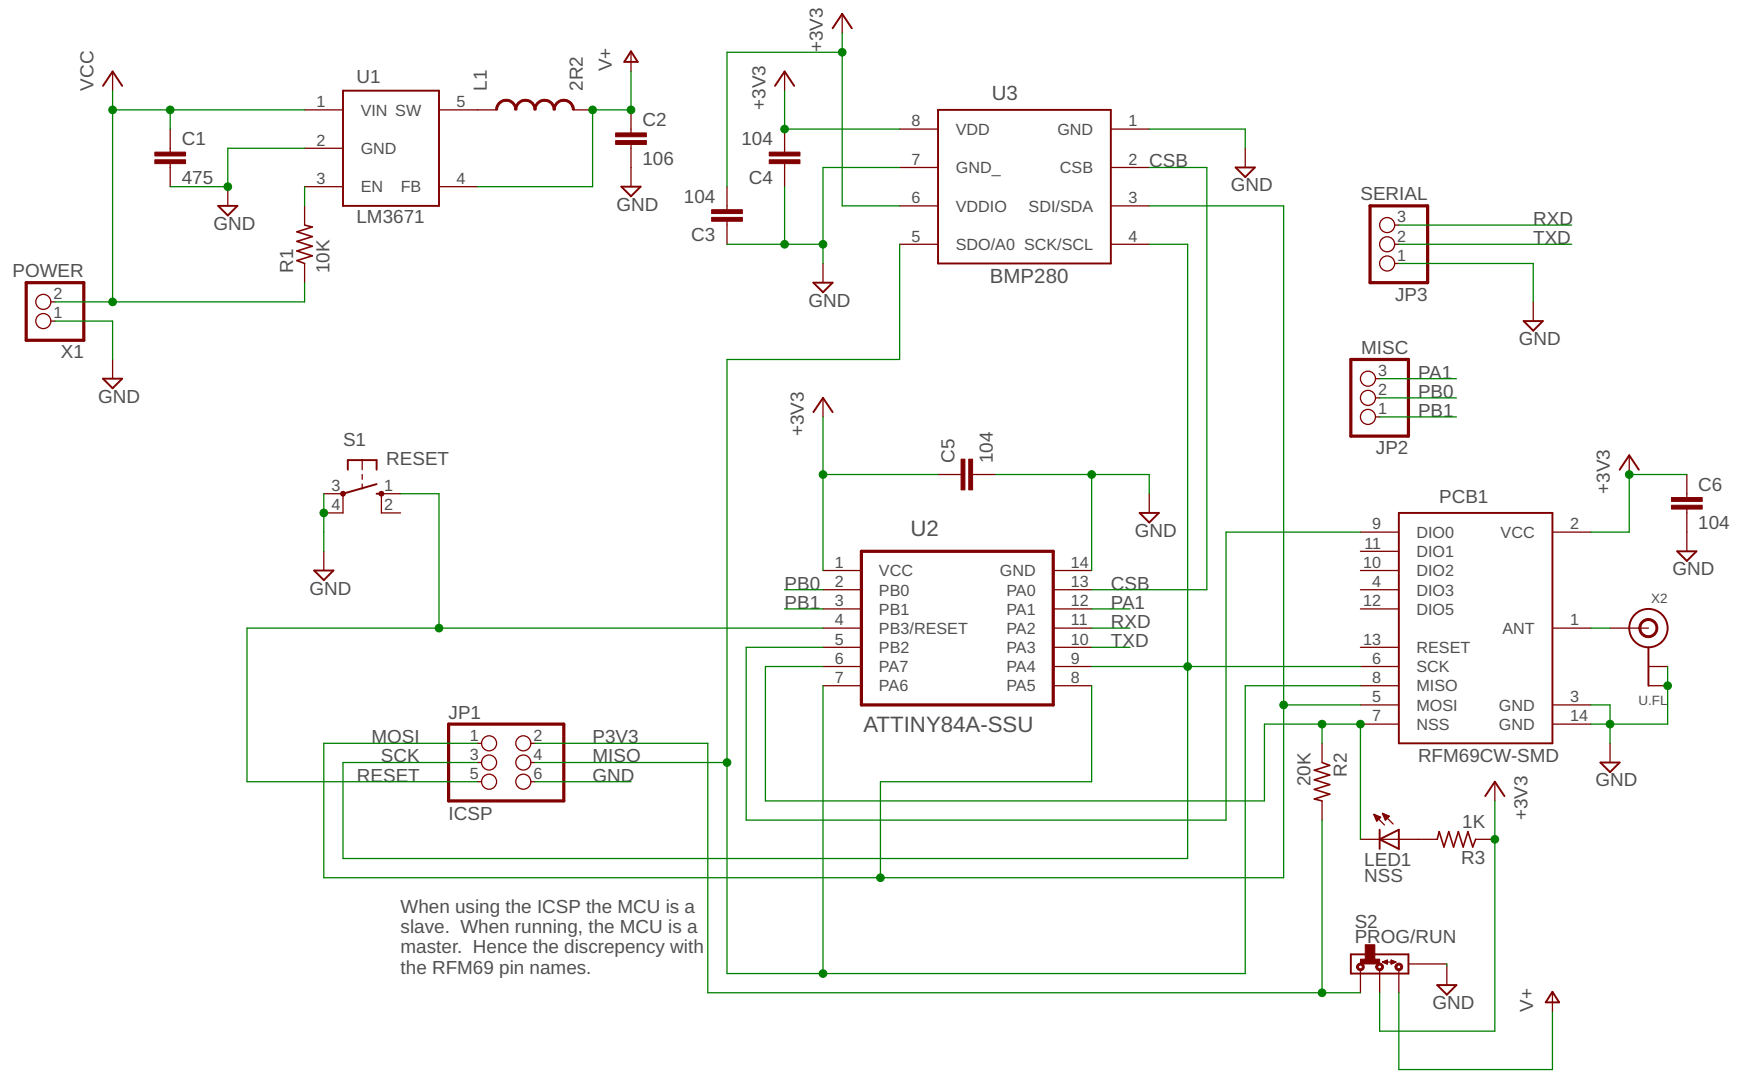 VCC
U1
1
VIN SW
5
2
GND
3
EN FB
4
LM3671
C1
475
GND
R1
10K
L1
2R2
V+
C2
106
GND
POWER
2
1
X1
GND
+3V3
+3V3
104
C4
104
C3
GND
U3
8
VDD
GND
1
7
GND_
CSB
2
CSB
6
VDDIO
SDI/SDA
3
5
SDO/A0
SCK/SCL
4
BMP280
GND
SERIAL
3
RXD
2
TXD
1
JP3
GND
MISC
3
PA1
2
PB0
1
PB1
JP2
S1
RESET
3
1
4
2
GND
+3V3
C5
104
GND
U2
1
VCC
GND
14
PB0
2
PB0
PA0
13
CSB
PB1
3
PB1
PA1
12
PA1
4
PB3/RESET
PA2
11
RXD
5
PB2
PA3
10
TXD
6
PA7
PA4
9
7
PA6
PA5
8
ATTINY84A-SSU
+3V3
C6
104
GND
PCB1
9
DIO0
VCC
2
11
DIO1
10
DIO2
4
DIO3
12
DIO5
ANT
1
13
RESET
6
SCK
8
MISO
5
MOSI
GND
3
7
NSS
GND
14
RFM69CW-SMD
X2
U.FL
GND
JP1
MOSI
1
2
P3V3
SCK
3
4
MISO
RESET
5
6
GND
ICSP
20K
R2
+3V3
1K
R3
LED1
NSS
When using the ICSP the MCU is a
slave. When running, the MCU is a
master. Hence the discrepency with
the RFM69 pin names.
S2
PROG/RUN
GND
V+